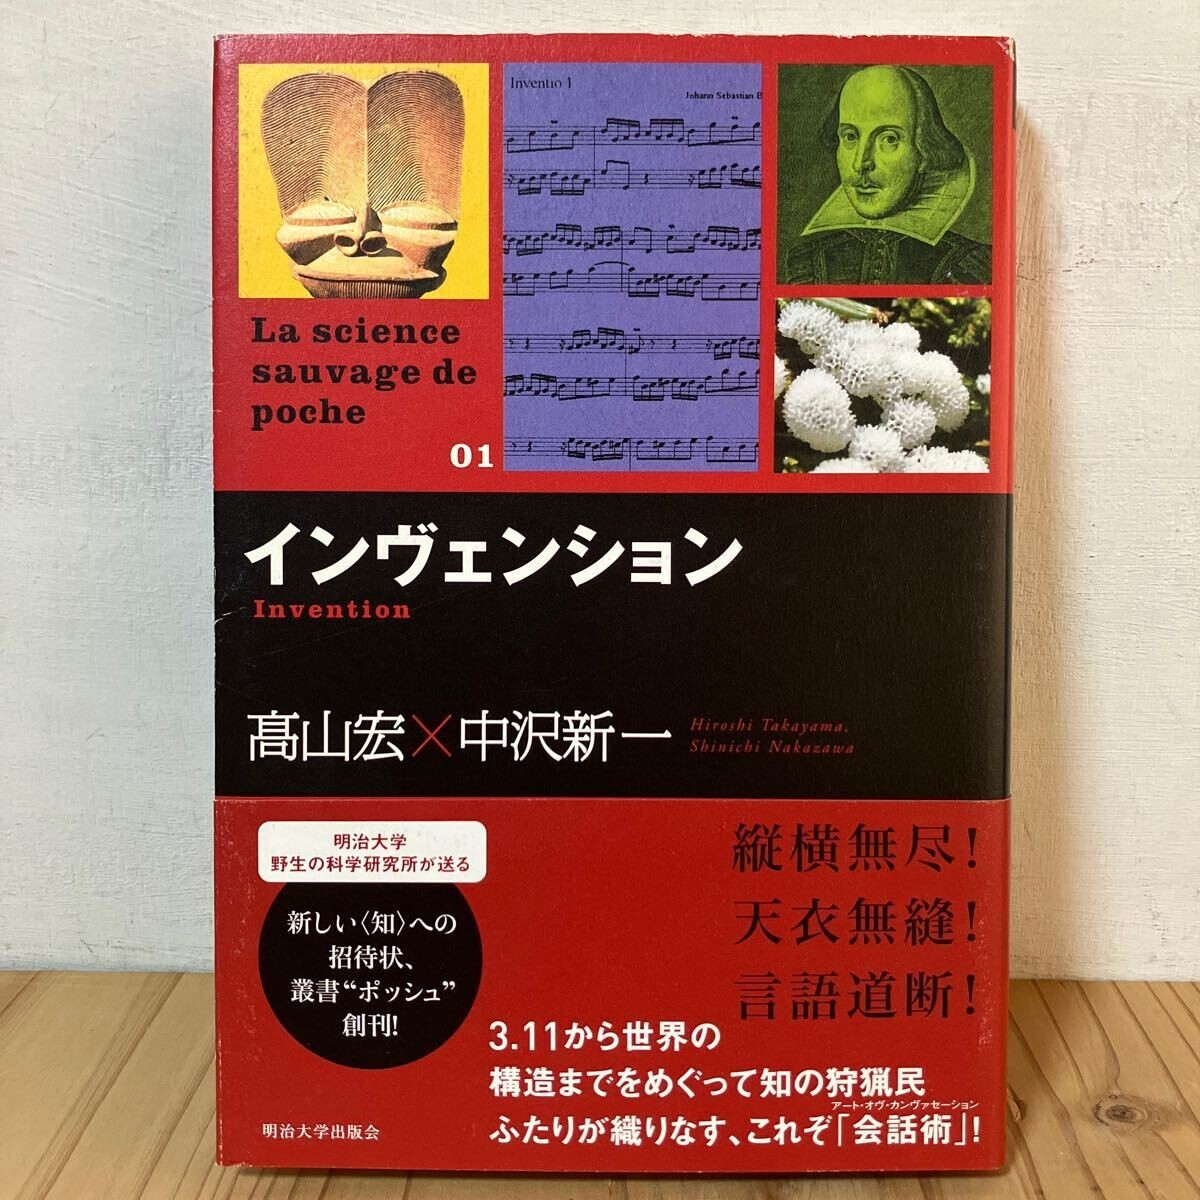 Inventio 1
Johann Sebastian B
La science
sauvage de
poche
01
インヴェンション
Invention
髙山宏×中沢新一
Hiroshi Takayama,
Shinichi Nakazawa
明治大学
野生の科学研究所が送る
新しい〈知〉への
招待状、
叢書“ポッシュ”
創刊!
縦横無尽!
天衣無縫!
言語道断!
3.11から世界の
構造までをめぐって知の狩猟民
アート・オヴ・カンヴァセーション
ふたりが織りなす、これぞ「会話術」!
明治大学出版会